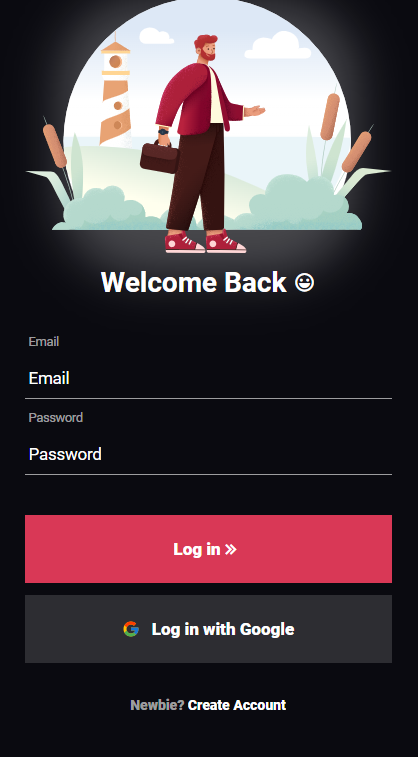 Welcome Back 😃
Email
Email
Password
Password
Log in »
Log in with Google
Newbie? Create Account